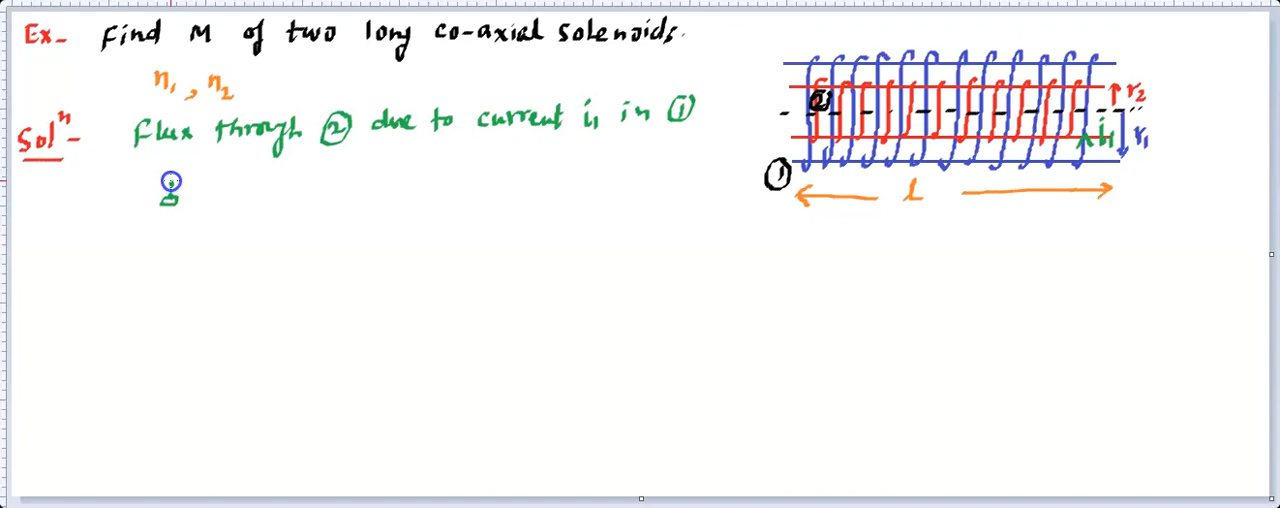 Ex- Find M of two long co-axial solenoids.
n₁, n₂
Solⁿ- flux through ② due to current i₁ in ①
②
r₂
i₁
r₁
①
l